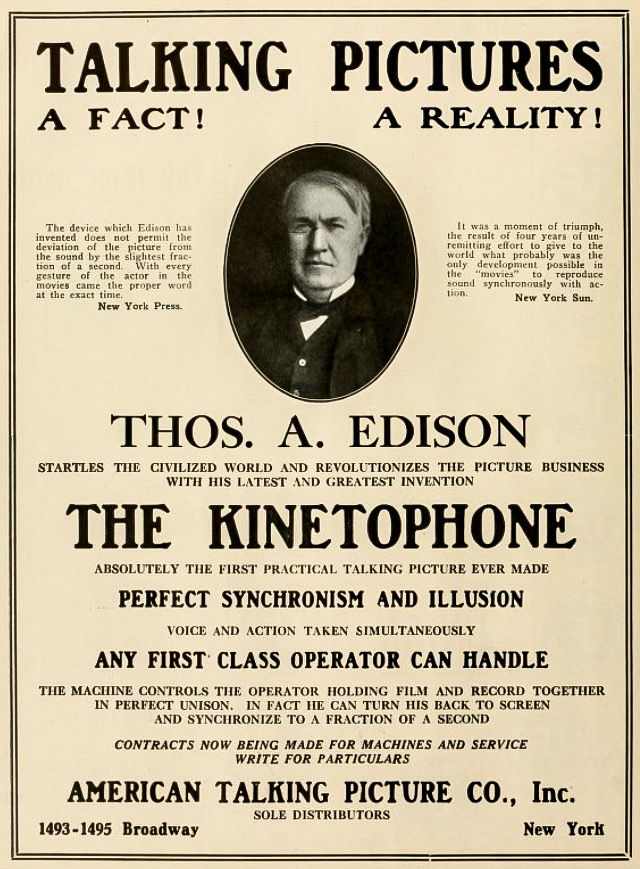 TALKING PICTURES
A FACT! A REALITY!
The device which Edison has
invented does not permit the
deviation of the picture from
the sound by the slightest frac-
tion of a second. With every
gesture of the actor in the
movies came the proper word
at the exact time.
New York Press.
It was a moment of triumph,
the result of four years of un-
remitting effort to give to the
world what probably was the
only development possible in
the "movies" to reproduce
sound synchronously with ac-
tion. New York Sun.
THOS. A. EDISON
STARTLES THE CIVILIZED WORLD AND REVOLUTIONIZES THE PICTURE BUSINESS
WITH HIS LATEST AND GREATEST INVENTION
THE KINETOPHONE
ABSOLUTELY THE FIRST PRACTICAL TALKING PICTURE EVER MADE
PERFECT SYNCHRONISM AND ILLUSION
VOICE AND ACTION TAKEN SIMULTANEOUSLY
ANY FIRST CLASS OPERATOR CAN HANDLE
THE MACHINE CONTROLS THE OPERATOR HOLDING FILM AND RECORD TOGETHER
IN PERFECT UNISON. IN FACT HE CAN TURN HIS BACK TO SCREEN
AND SYNCHRONIZE TO A FRACTION OF A SECOND
CONTRACTS NOW BEING MADE FOR MACHINES AND SERVICE
WRITE FOR PARTICULARS
AMERICAN TALKING PICTURE CO., Inc.
SOLE DISTRIBUTORS
1493-1495 Broadway New York